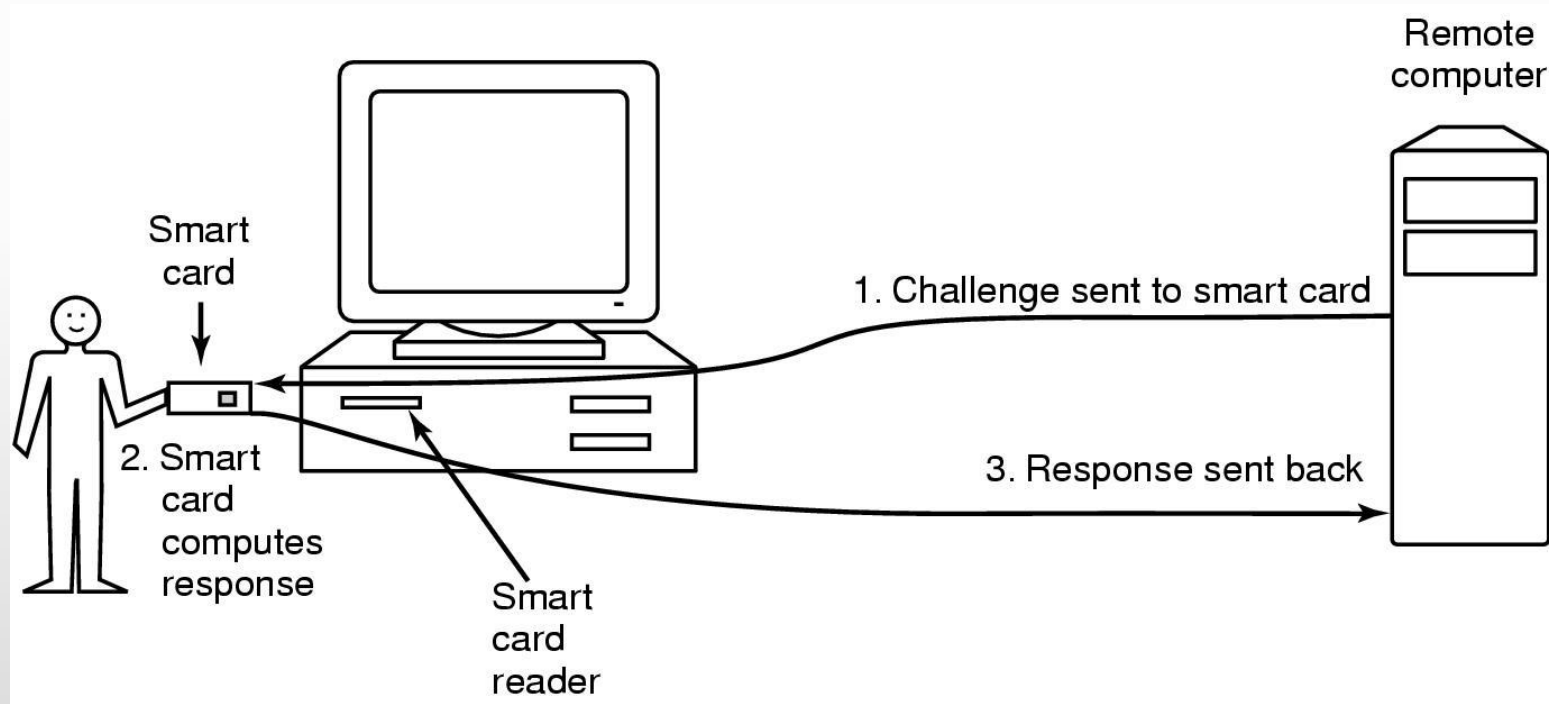 Remote
computer
Smart
card
1. Challenge sent to smart card
2. Smart
card
computes
response
3. Response sent back
Smart
card
reader